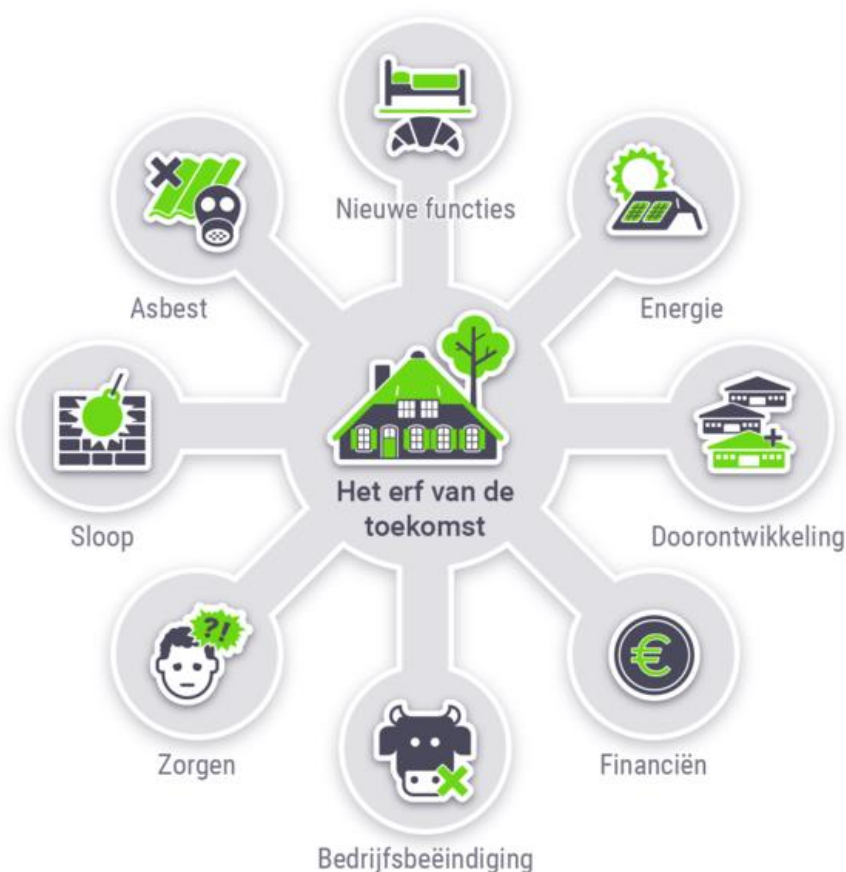 Nieuwe functies
Asbest
Energie
Het erf van de
toekomst
Sloop
Doorontwikkeling
?!
Zorgen
€
Financiën
Bedrijfsbeëindiging